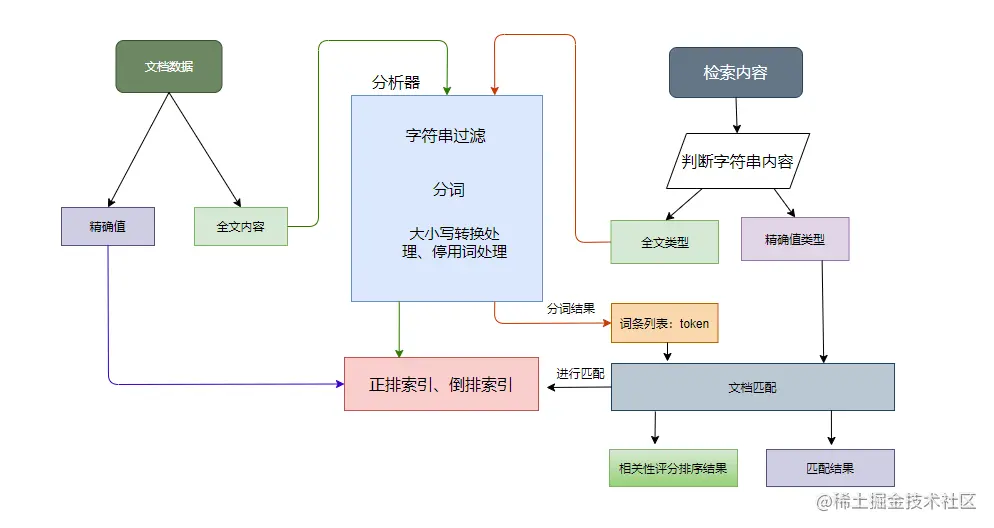 文档数据
检索内容
分析器
字符串过滤
判断字符串内容
分词
精确值
全文内容
大小写转换处
理、停用词处理
全文类型
精确值类型
分词结果
词条列表：token
正排索引、倒排索引
进行匹配
文档匹配
相关性评分排序结果
匹配结果
@稀土掘金技术社区